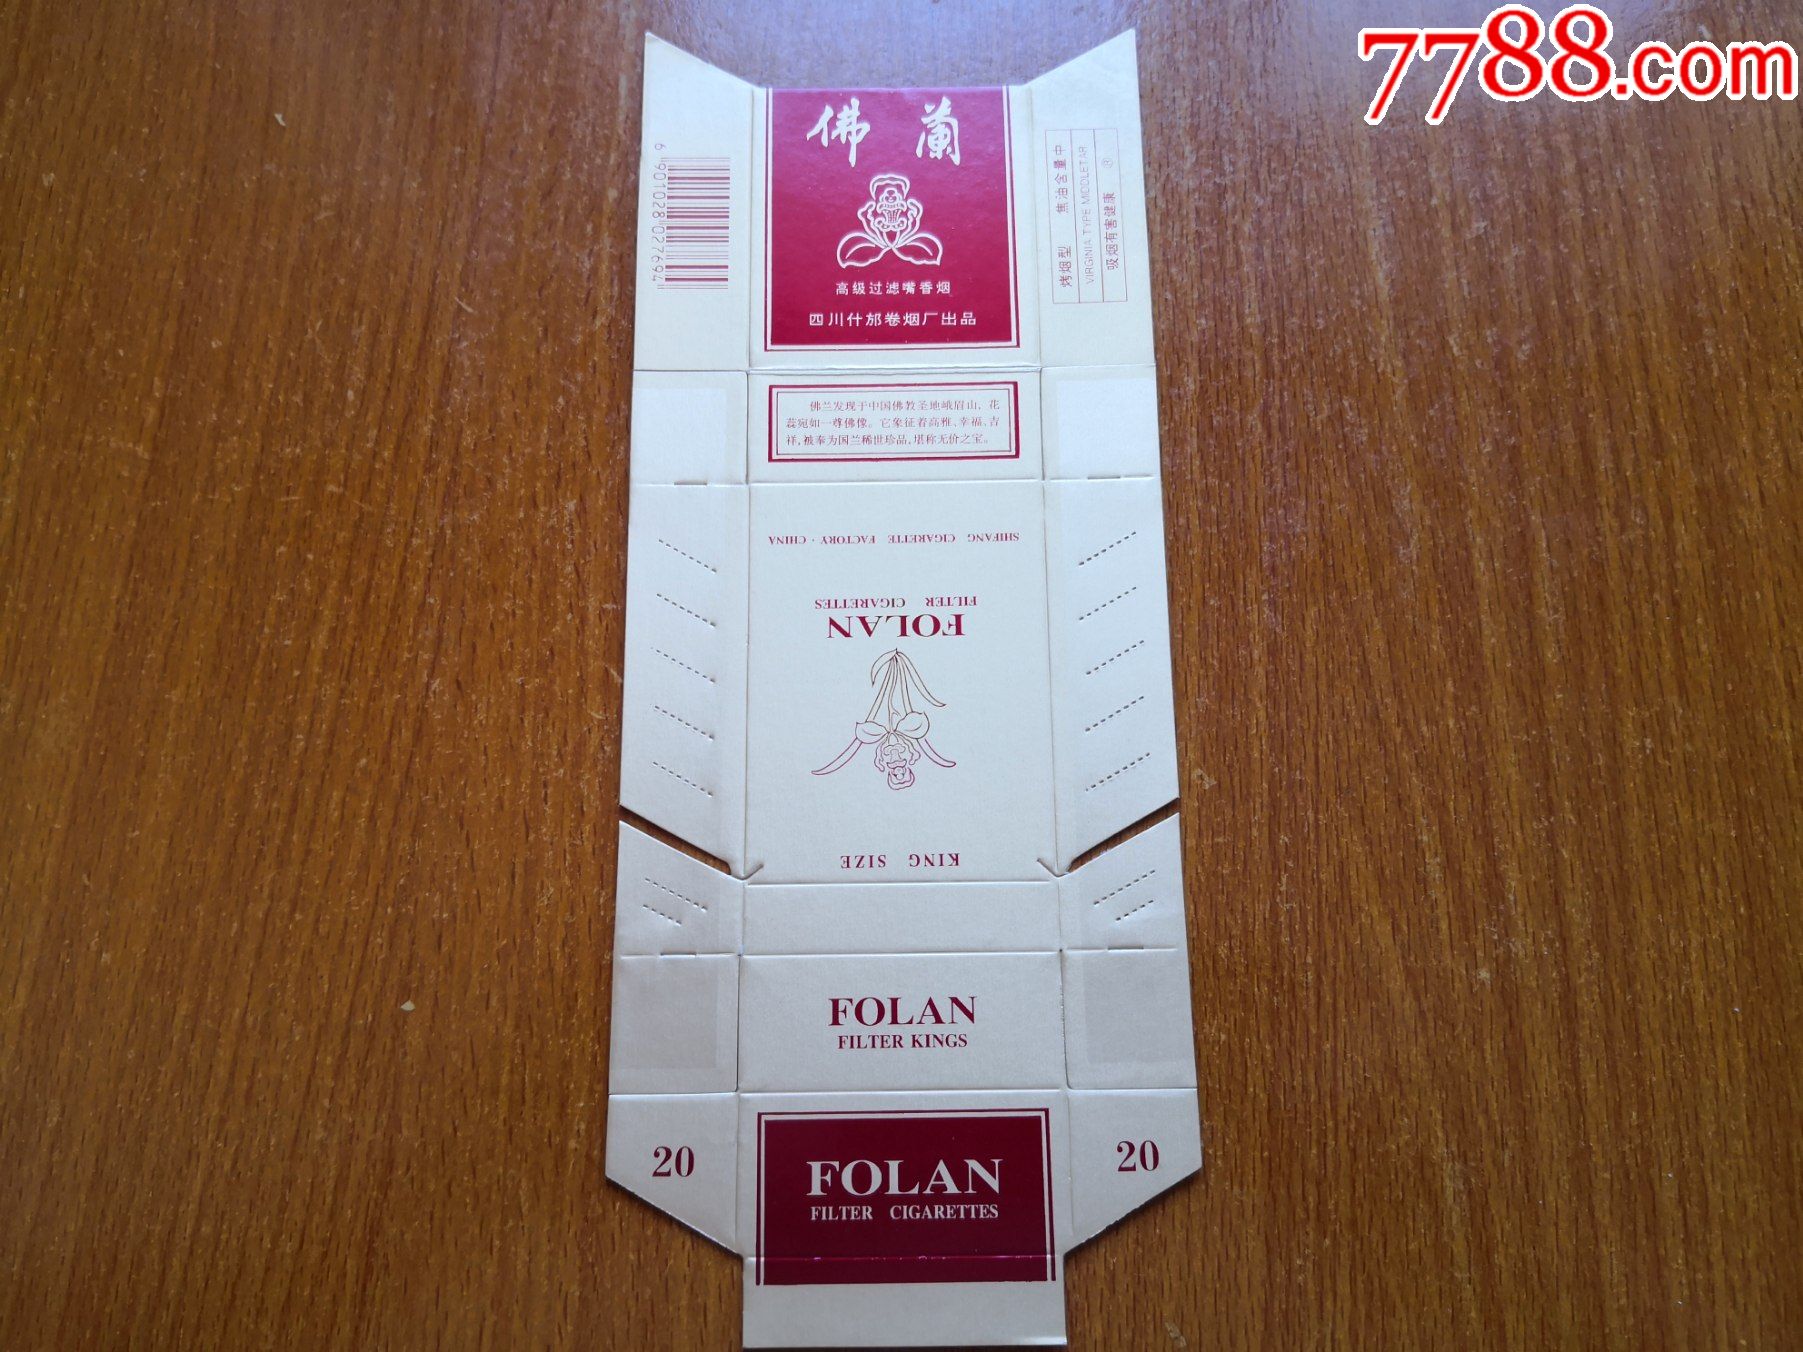 7788.com
佛蘭
高级过滤嘴香烟
四川什邡卷烟厂出品
6 901028 027694
烤烟型 焦油含量中
VIRGINIA TYPE MIDDLETAR
吸烟有害健康 ®
佛兰发现于中国佛教圣地峨眉山，花
蕊宛如一尊佛像。它象征着高雅、幸福、吉
祥，被奉为国兰稀世珍品，堪称无价之宝。
SHIFANG CIGARETTE FACTORY · CHINA
FILTER CIGARETTES
FOLAN
KING SIZE
FOLAN
FILTER KINGS
20
20
FOLAN
FILTER CIGARETTES